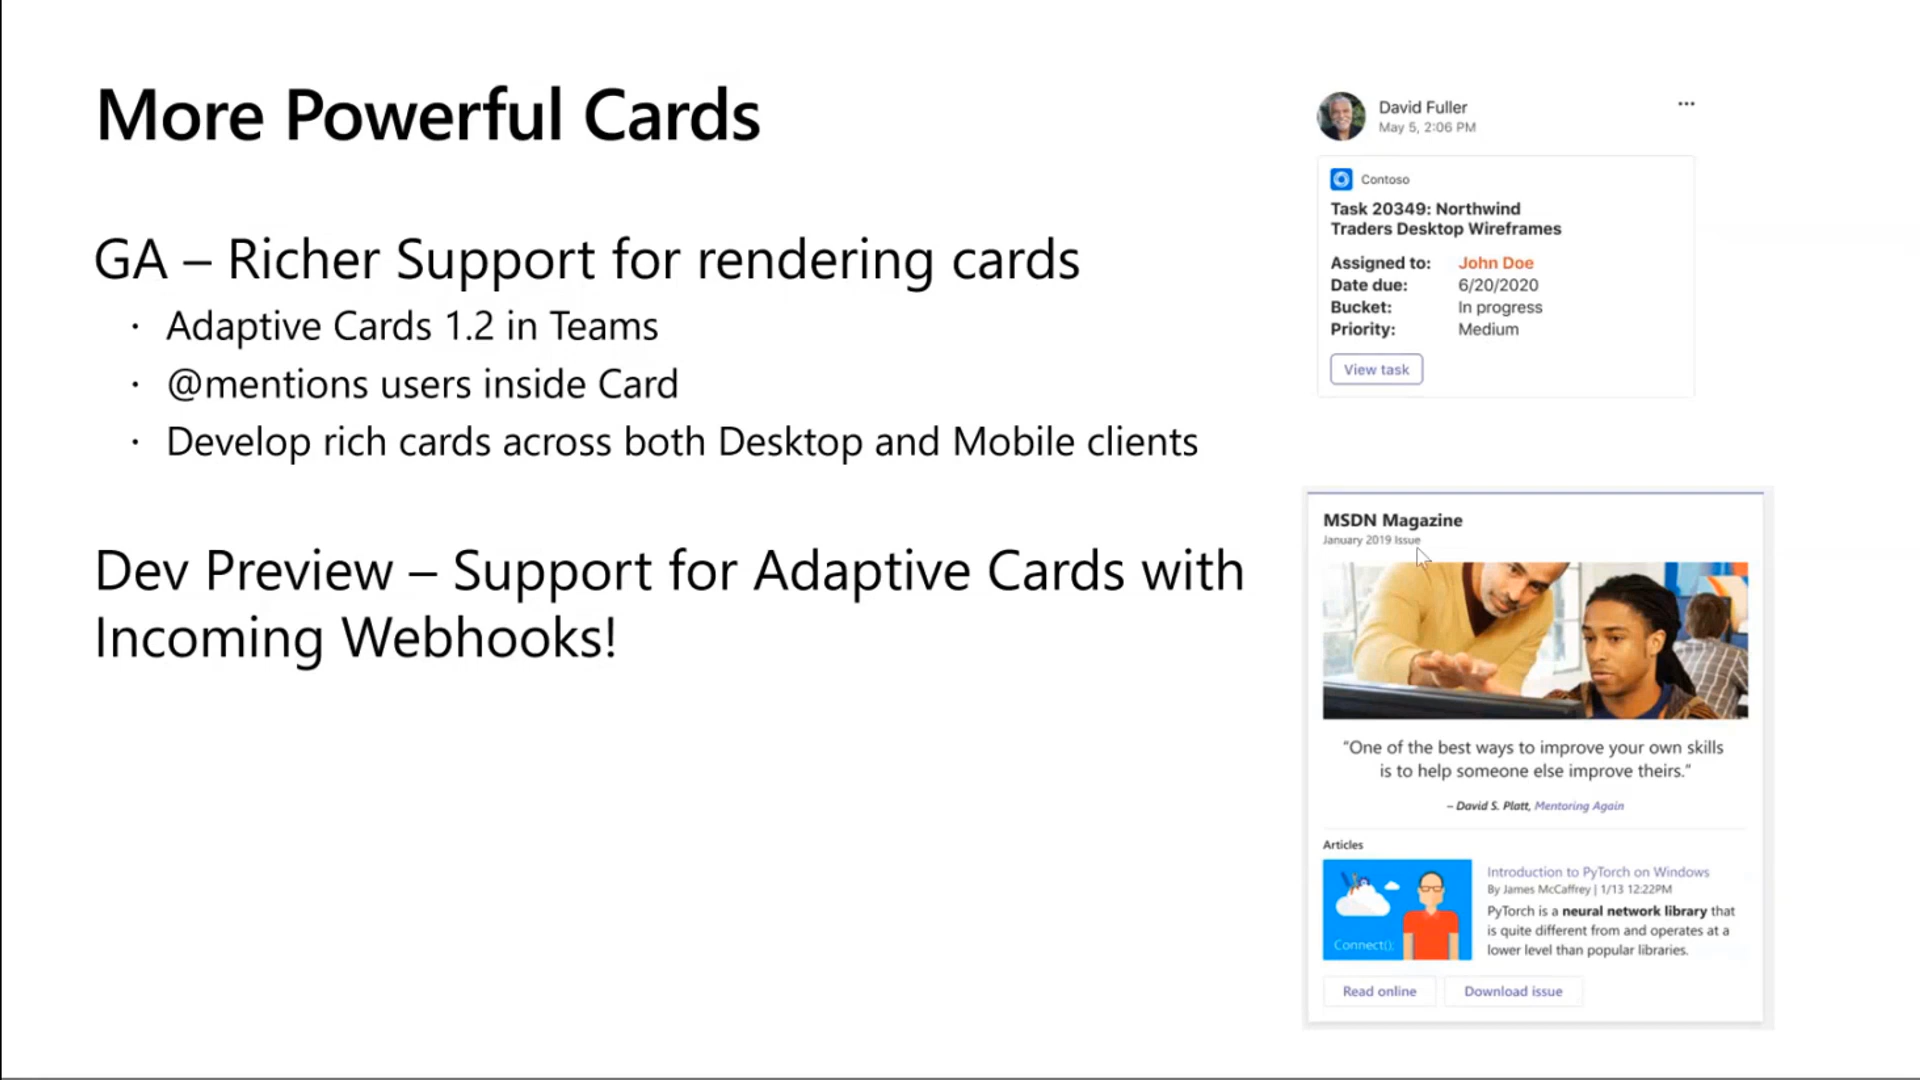 More Powerful Cards
GA – Richer Support for rendering cards
· Adaptive Cards 1.2 in Teams
· @mentions users inside Card
· Develop rich cards across both Desktop and Mobile clients
Dev Preview – Support for Adaptive Cards with
Incoming Webhooks!
David Fuller
May 5, 2:06 PM
Contoso
Task 20349: Northwind
Traders Desktop Wireframes
Assigned to: John Doe
Date due: 6/20/2020
Bucket: In progress
Priority: Medium
View task
MSDN Magazine
January 2019 Issue
“One of the best ways to improve your own skills
is to help someone else improve theirs.”
– David S. Platt, Mentoring Again
Articles
Connect();
Introduction to PyTorch on Windows
By James McCaffrey | 1/13 12:22PM
PyTorch is a neural network library that
is quite different from and operates at a
lower level than popular libraries.
Read online
Download issue